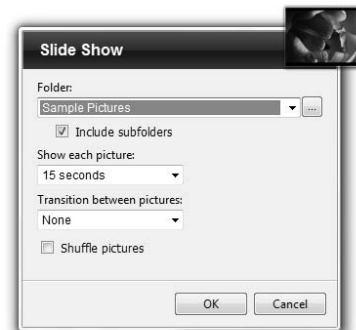 Slide Show
Folder:
Sample Pictures
...
Include subfolders
Show each picture:
15 seconds
Transition between pictures:
None
Shuffle pictures
OK Cancel